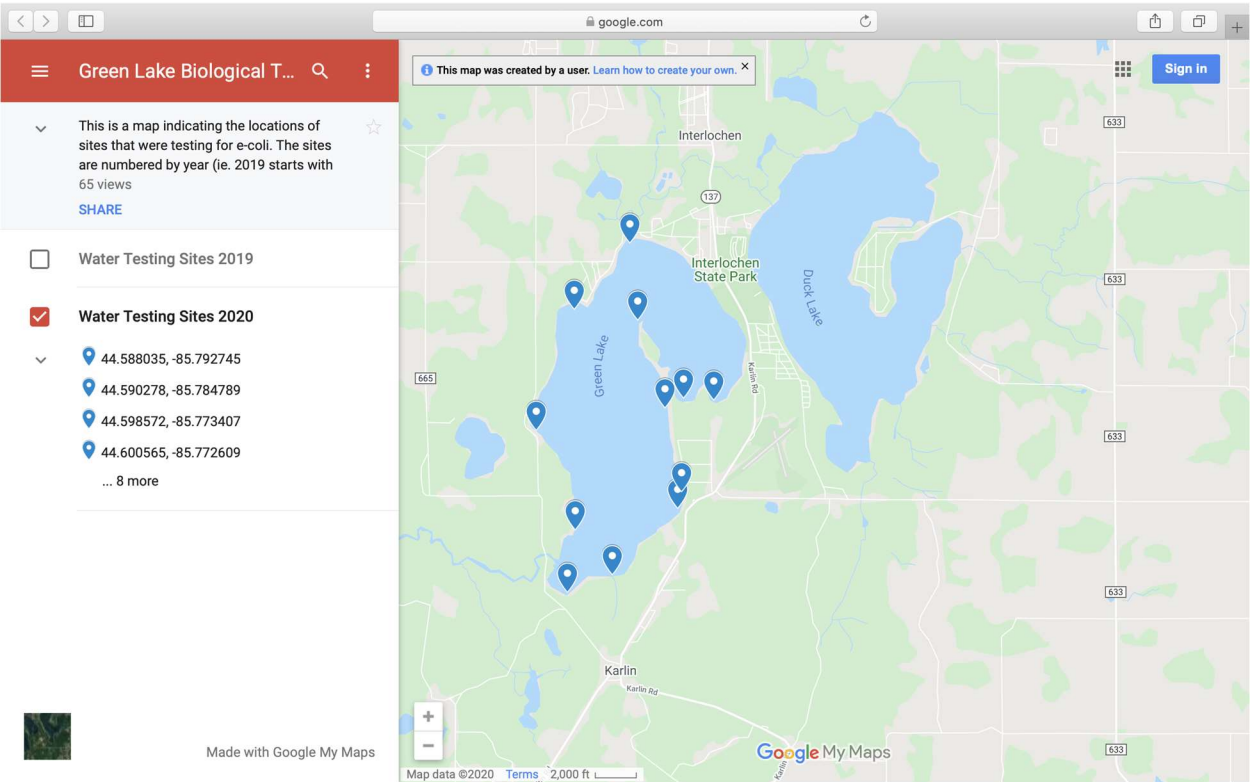 google.com
Green Lake Biological T...
This is a map indicating the locations of
sites that were testing for e-coli. The sites
are numbered by year (ie. 2019 starts with
65 views
SHARE
Water Testing Sites 2019
Water Testing Sites 2020
44.588035, -85.792745
44.590278, -85.784789
44.598572, -85.773407
44.600565, -85.772609
... 8 more
Made with Google My Maps
This map was created by a user. Learn how to create your own.
Sign in
Interlochen
633
137
Interlochen
State Park
633
Duck Lake
Green Lake
Karlin Rd
665
633
633
Karlin
Karlin Rd
Karlin
Google My Maps
633
Map data ©2020 Terms 2,000 ft